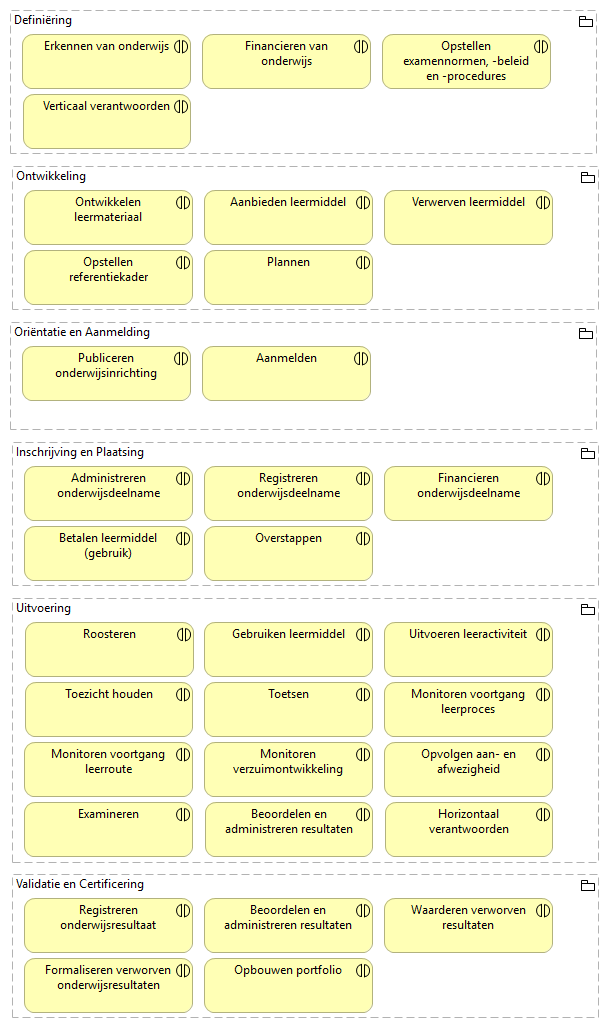 Definiëring
Erkennen van onderwijs
Financieren van
onderwijs
Opstellen
examennormen, -beleid
en -procedures
Verticaal verantwoorden
Ontwikkeling
Ontwikkelen
leermateriaal
Aanbieden leermiddel
Verwerven leermiddel
Opstellen
referentiekader
Plannen
Oriëntatie en Aanmelding
Publiceren
onderwijsinrichting
Aanmelden
Inschrijving en Plaatsing
Administreren
onderwijsdeelname
Registreren
onderwijsdeelname
Financieren
onderwijsdeelname
Betalen leermiddel
(gebruik)
Overstappen
Uitvoering
Roosteren
Gebruiken leermiddel
Uitvoeren leeractiviteit
Toezicht houden
Toetsen
Monitoren voortgang
leerproces
Monitoren voortgang
leerroute
Monitoren
verzuimontwikkeling
Opvolgen aan- en
afwezigheid
Examineren
Beoordelen en
administreren resultaten
Horizontaal
verantwoorden
Validatie en Certificering
Registreren
onderwijsresultaat
Beoordelen en
administreren resultaten
Waarderen verworven
resultaten
Formaliseren verworven
onderwijsresultaten
Opbouwen portfolio